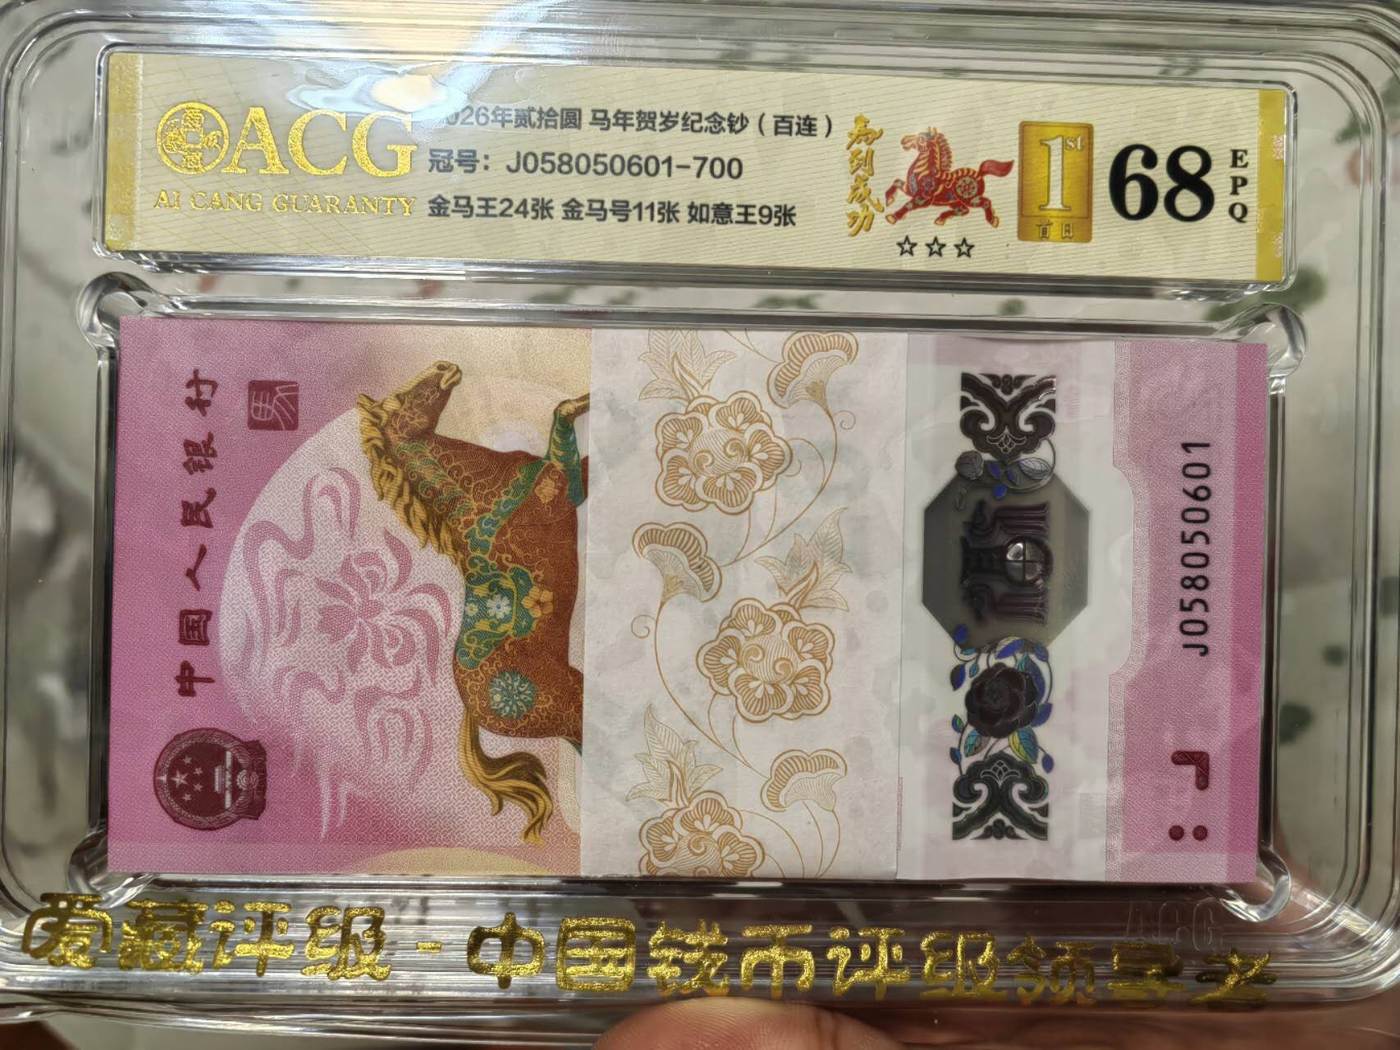 ACG
AI CANG GUARANTY
026年贰拾圆 马年贺岁纪念钞（百连）
冠号：J058050601-700
金马王24张 金马号11张 如意王9张
马到成功
1st
首日
68
EPQ
中国人民银行
J058050601
爱藏评级-中国钱币评级领导者
ACG